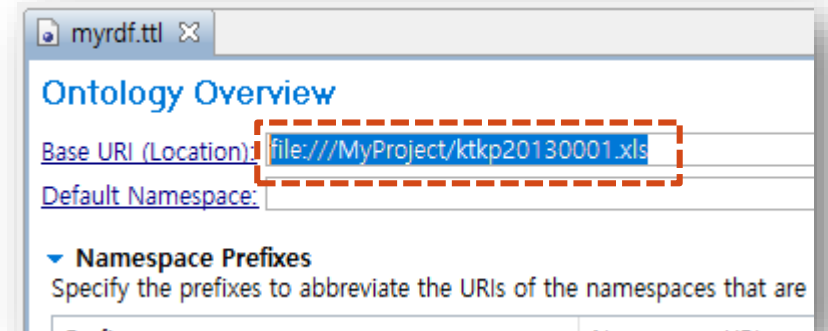 myrdf.ttl
Ontology Overview
Base URI (Location): file:///MyProject/ktkp20130001.xls
Default Namespace:
Namespace Prefixes
Specify the prefixes to abbreviate the URIs of the namespaces that are